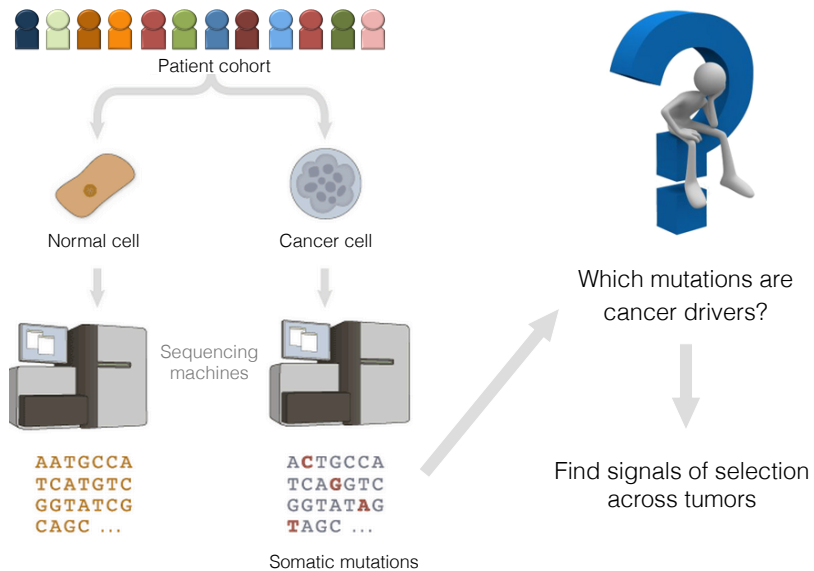 Patient cohort
Normal cell
Cancer cell
Sequencing
machines
AATGCCA
TCATGTC
GGTATCG
CAGC ...
ACTGCCA
TCAGGTC
GGTATAG
TAGC ...
Somatic mutations
Which mutations are
cancer drivers?
Find signals of selection
across tumors